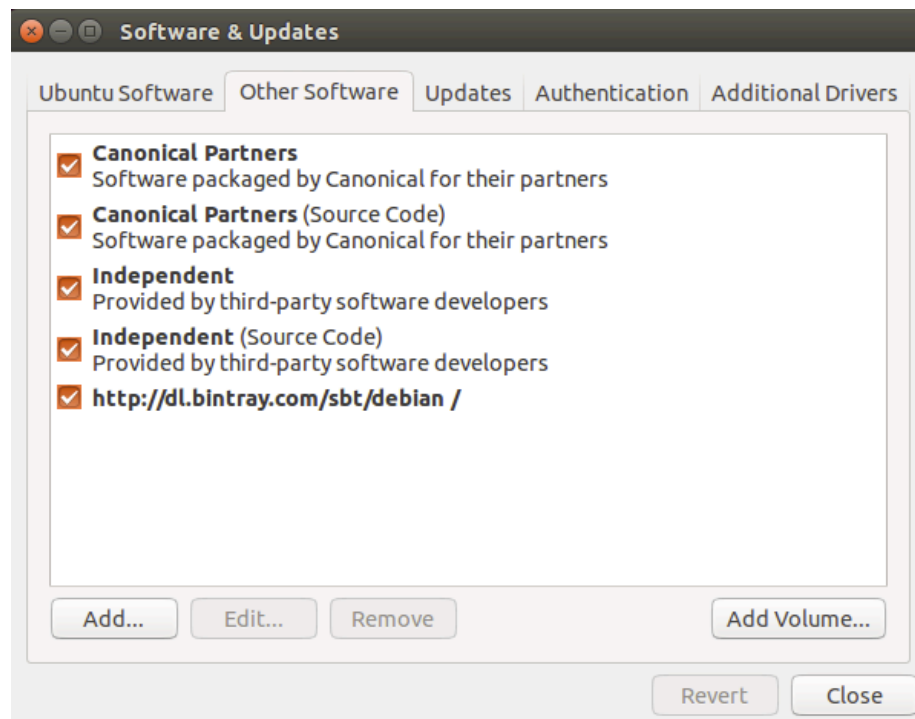 Software & Updates
Ubuntu Software Other Software Updates Authentication Additional Drivers
Canonical Partners
Software packaged by Canonical for their partners
Canonical Partners (Source Code)
Software packaged by Canonical for their partners
Independent
Provided by third-party software developers
Independent (Source Code)
Provided by third-party software developers
http://dl.bintray.com/sbt/debian /
Add... Edit... Remove Add Volume...
Revert Close